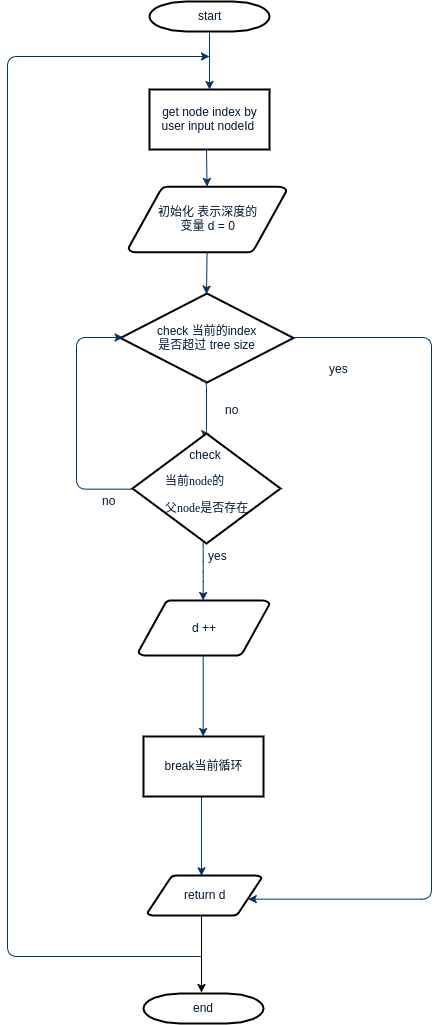 start
get node index by
user input nodeId
初始化 表示深度的
变量 d = 0
check 当前的index
是否超过 tree size
yes
no
check
当前node的
父node是否存在
no
yes
d ++
break当前循环
return d
end